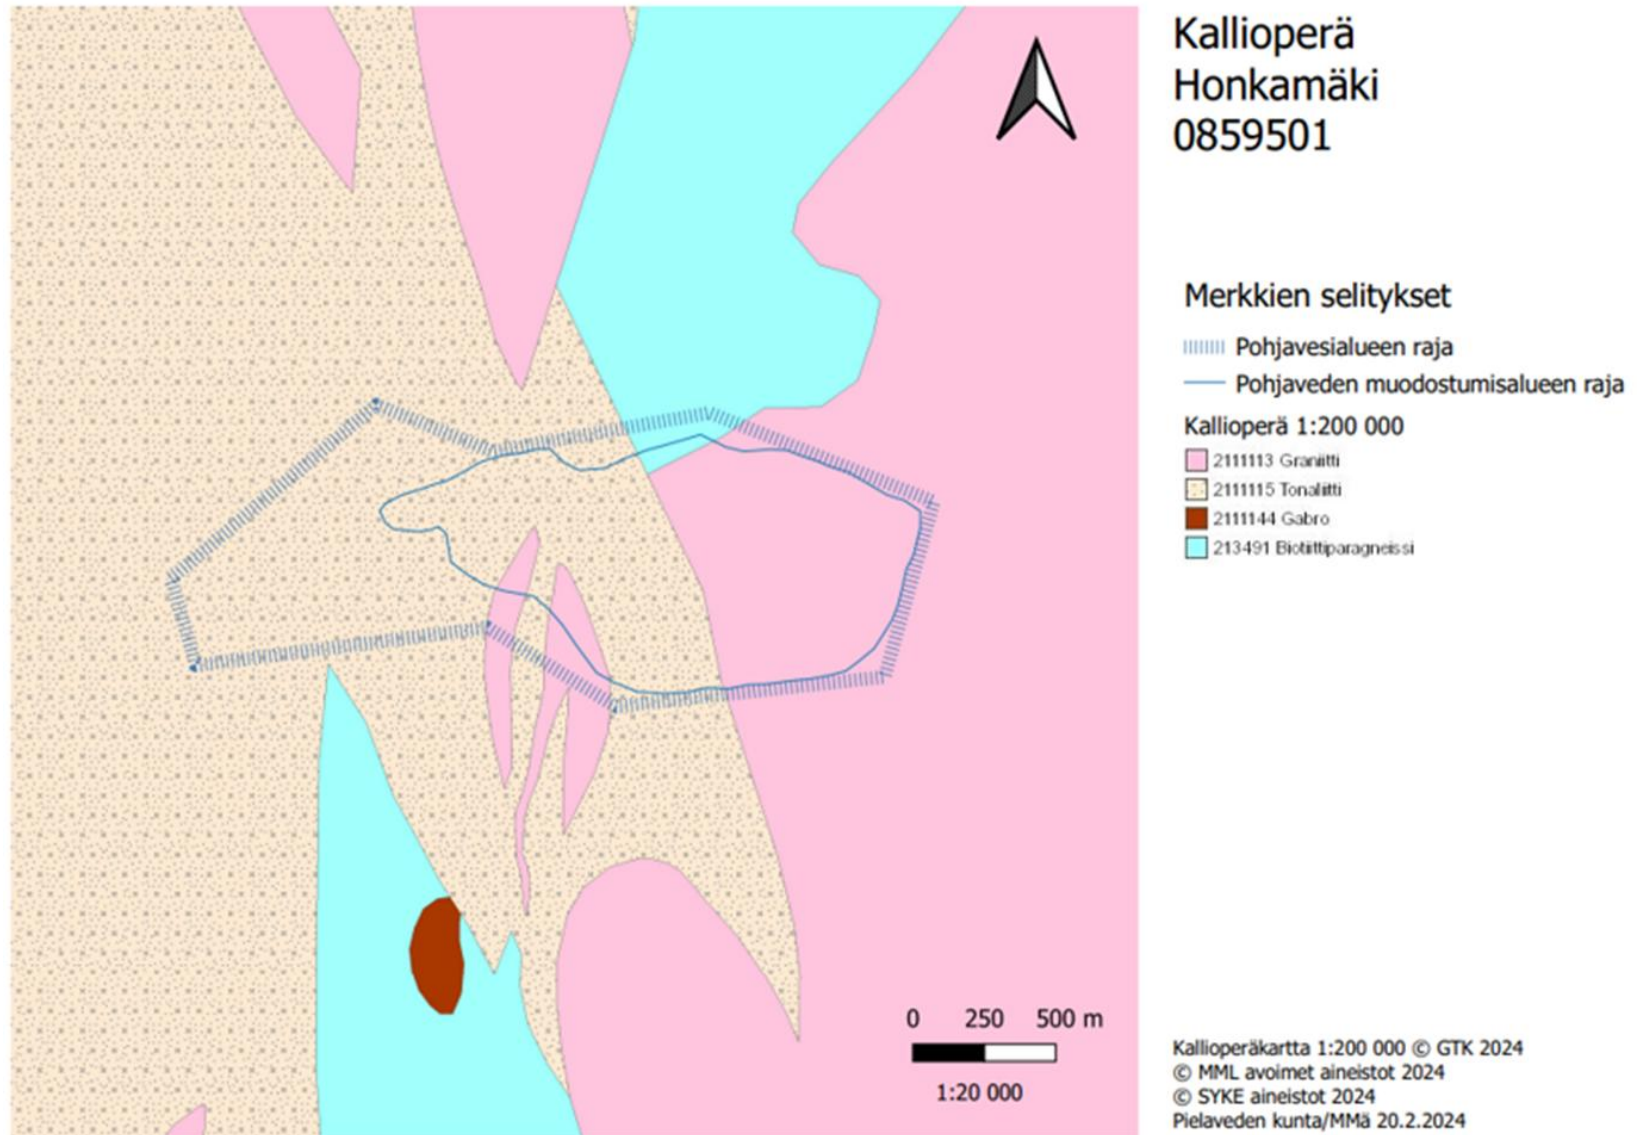 Kallioperä
Honkamäki
0859501
Merkkien selitykset
Pohjavesialueen raja
Pohjaveden muodostumisalueen raja
Kallioperä 1:200 000
2111113 Graniitti
2111115 Tonaliitti
2111144 Gabro
213491 Biotiittiparagneissi
0 250 500 m
1:20 000
Kallioperäkartta 1:200 000 © GTK 2024
© MML avoimet aineistot 2024
© SYKE aineistot 2024
Pielaveden kunta/MMä 20.2.2024